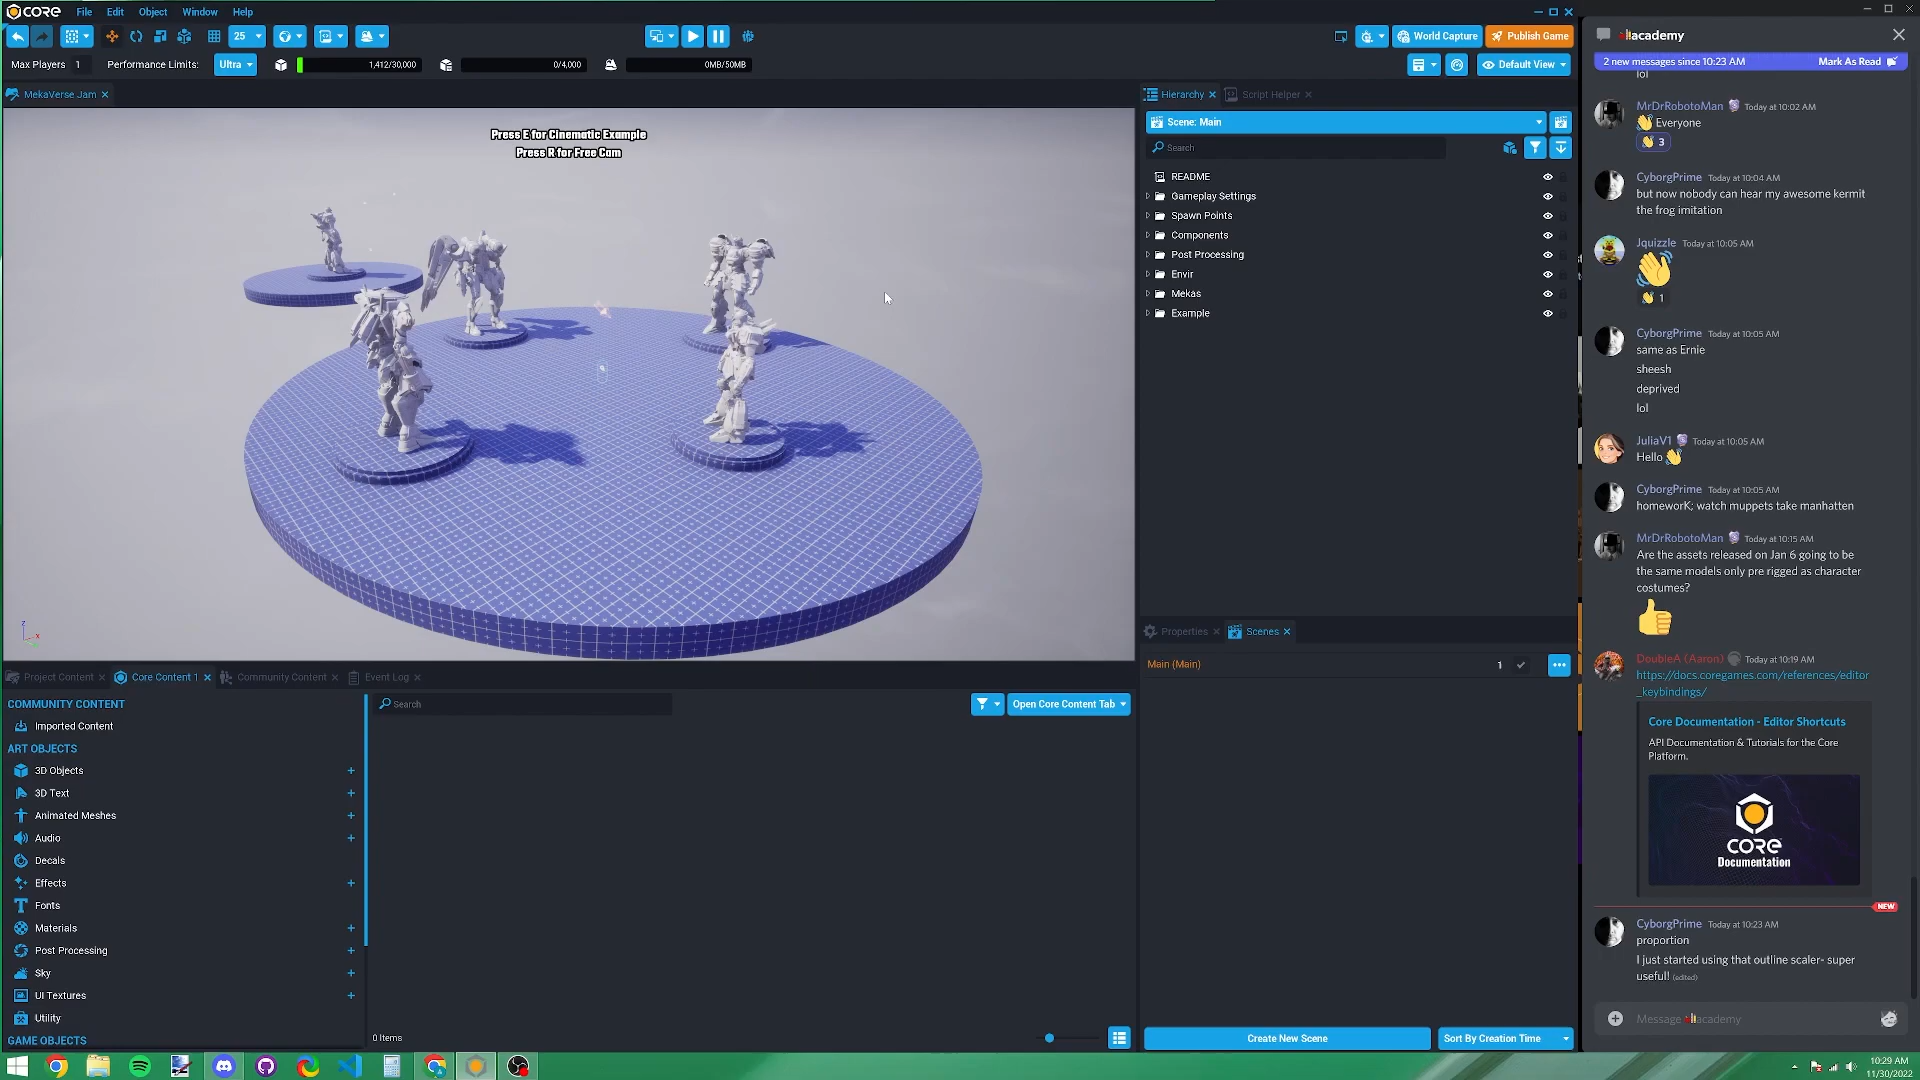 CORE File Edit Object Window Help
25
World Capture Publish Game
Max Players 1 Performance Limits: Ultra 1,412/30,000 0/4,000 0MB/50MB Default View
MekaVerse Jam
Press E for Cinematic Example
Press R for Free Cam
Z
X
Hierarchy Script Helper
Scene: Main
Search
README
Gameplay Settings
Spawn Points
Components
Post Processing
Envir
Mekas
Example
Properties Scenes
Main (Main) 1
Create New Scene Sort By Creation Time
Project Content Core Content 1 Community Content Event Log
COMMUNITY CONTENT
Imported Content
ART OBJECTS
3D Objects
3D Text
Animated Meshes
Audio
Decals
Effects
Fonts
Materials
Post Processing
Sky
UI Textures
Utility
GAME OBJECTS
Search
Open Core Content Tab
0 Items
academy
2 new messages since 10:23 AM Mark As Read
lol
MrDrRobotoMan Today at 10:02 AM
Everyone
3
CyborgPrime Today at 10:04 AM
but now nobody can hear my awesome kermit
the frog imitation
Jquizzle Today at 10:05 AM
1
CyborgPrime Today at 10:05 AM
same as Ernie
sheesh
deprived
lol
JuliaV1 Today at 10:05 AM
Hello
CyborgPrime Today at 10:05 AM
homeworK; watch muppets take manhatten
MrDrRobotoMan Today at 10:15 AM
Are the assets released on Jan 6 going to be
the same models only pre rigged as character
costumes?
DoubleA (Aaron) Today at 10:19 AM
https://docs.coregames.com/references/editor
_keybindings/
Core Documentation - Editor Shortcuts
API Documentation & Tutorials for the Core
Platform.
CORE
Documentation
NEW
CyborgPrime Today at 10:23 AM
proportion
I just started using that outline scaler- super
useful! (edited)
Message academy
10:29 AM
11/30/2022